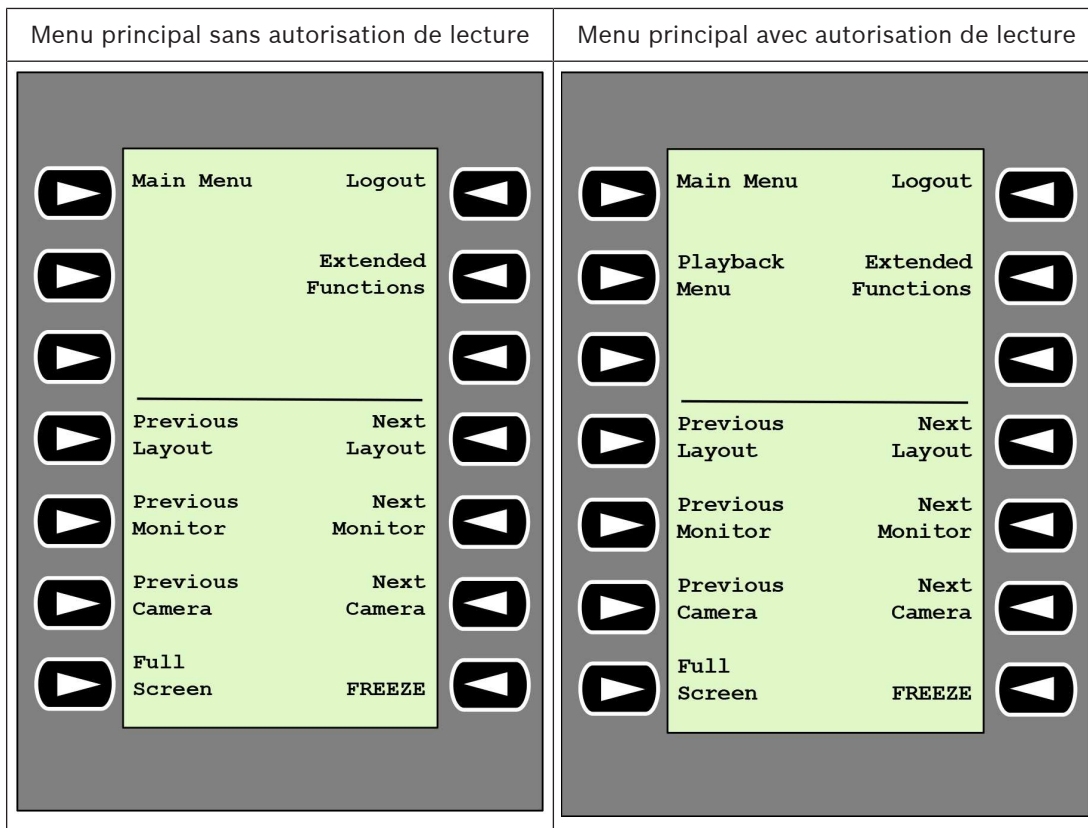 Menu principal sans autorisation de lecture
Menu principal avec autorisation de lecture
Main Menu Logout
Extended
Functions
Previous Next
Layout Layout
Previous Next
Monitor Monitor
Previous Next
Camera Camera
Full
Screen FREEZE
Main Menu Logout
Playback Extended
Menu Functions
Previous Next
Layout Layout
Previous Next
Monitor Monitor
Previous Next
Camera Camera
Full
Screen FREEZE